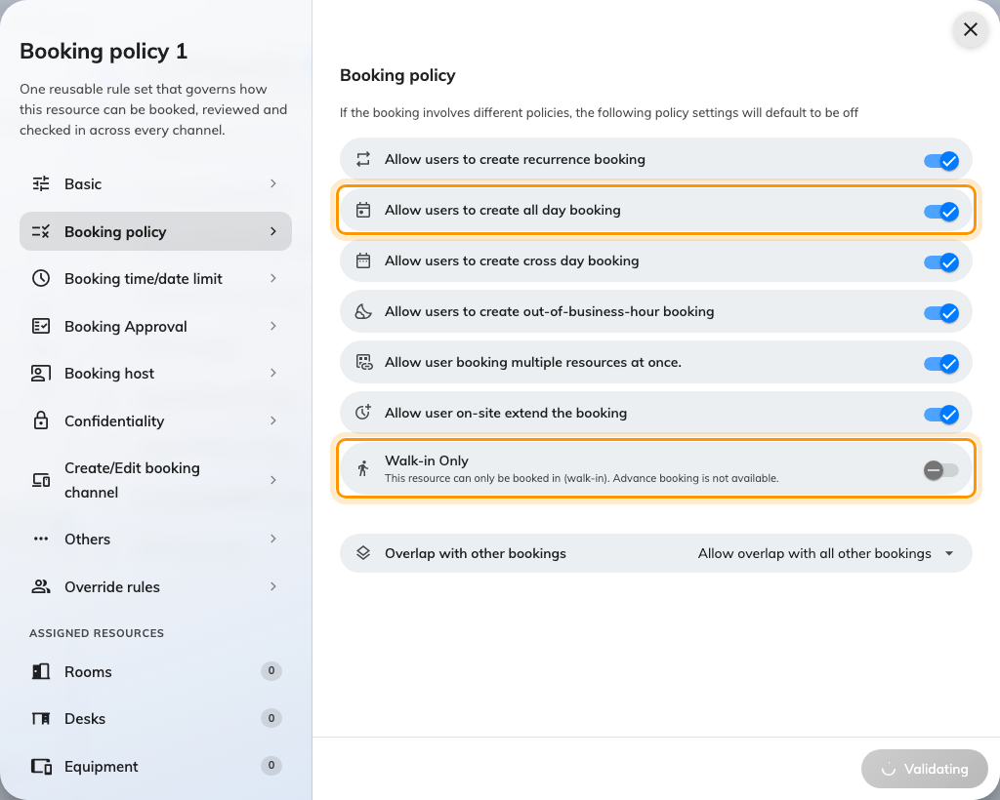 Booking policy 1
One reusable rule set that governs how
this resource can be booked, reviewed and
checked in across every channel.
Basic
Booking policy
Booking time/date limit
Booking Approval
Booking host
Confidentiality
Create/Edit booking
channel
Others
Override rules
ASSIGNED RESOURCES
Rooms 0
Desks 0
Equipment 0
Booking policy
If the booking involves different policies, the following policy settings will default to be off
Allow users to create recurrence booking
Allow users to create all day booking
Allow users to create cross day booking
Allow users to create out-of-business-hour booking
Allow user booking multiple resources at once.
Allow user on-site extend the booking
Walk-in Only
This resource can only be booked in (walk-in). Advance booking is not available.
Overlap with other bookings Allow overlap with all other bookings
Validating